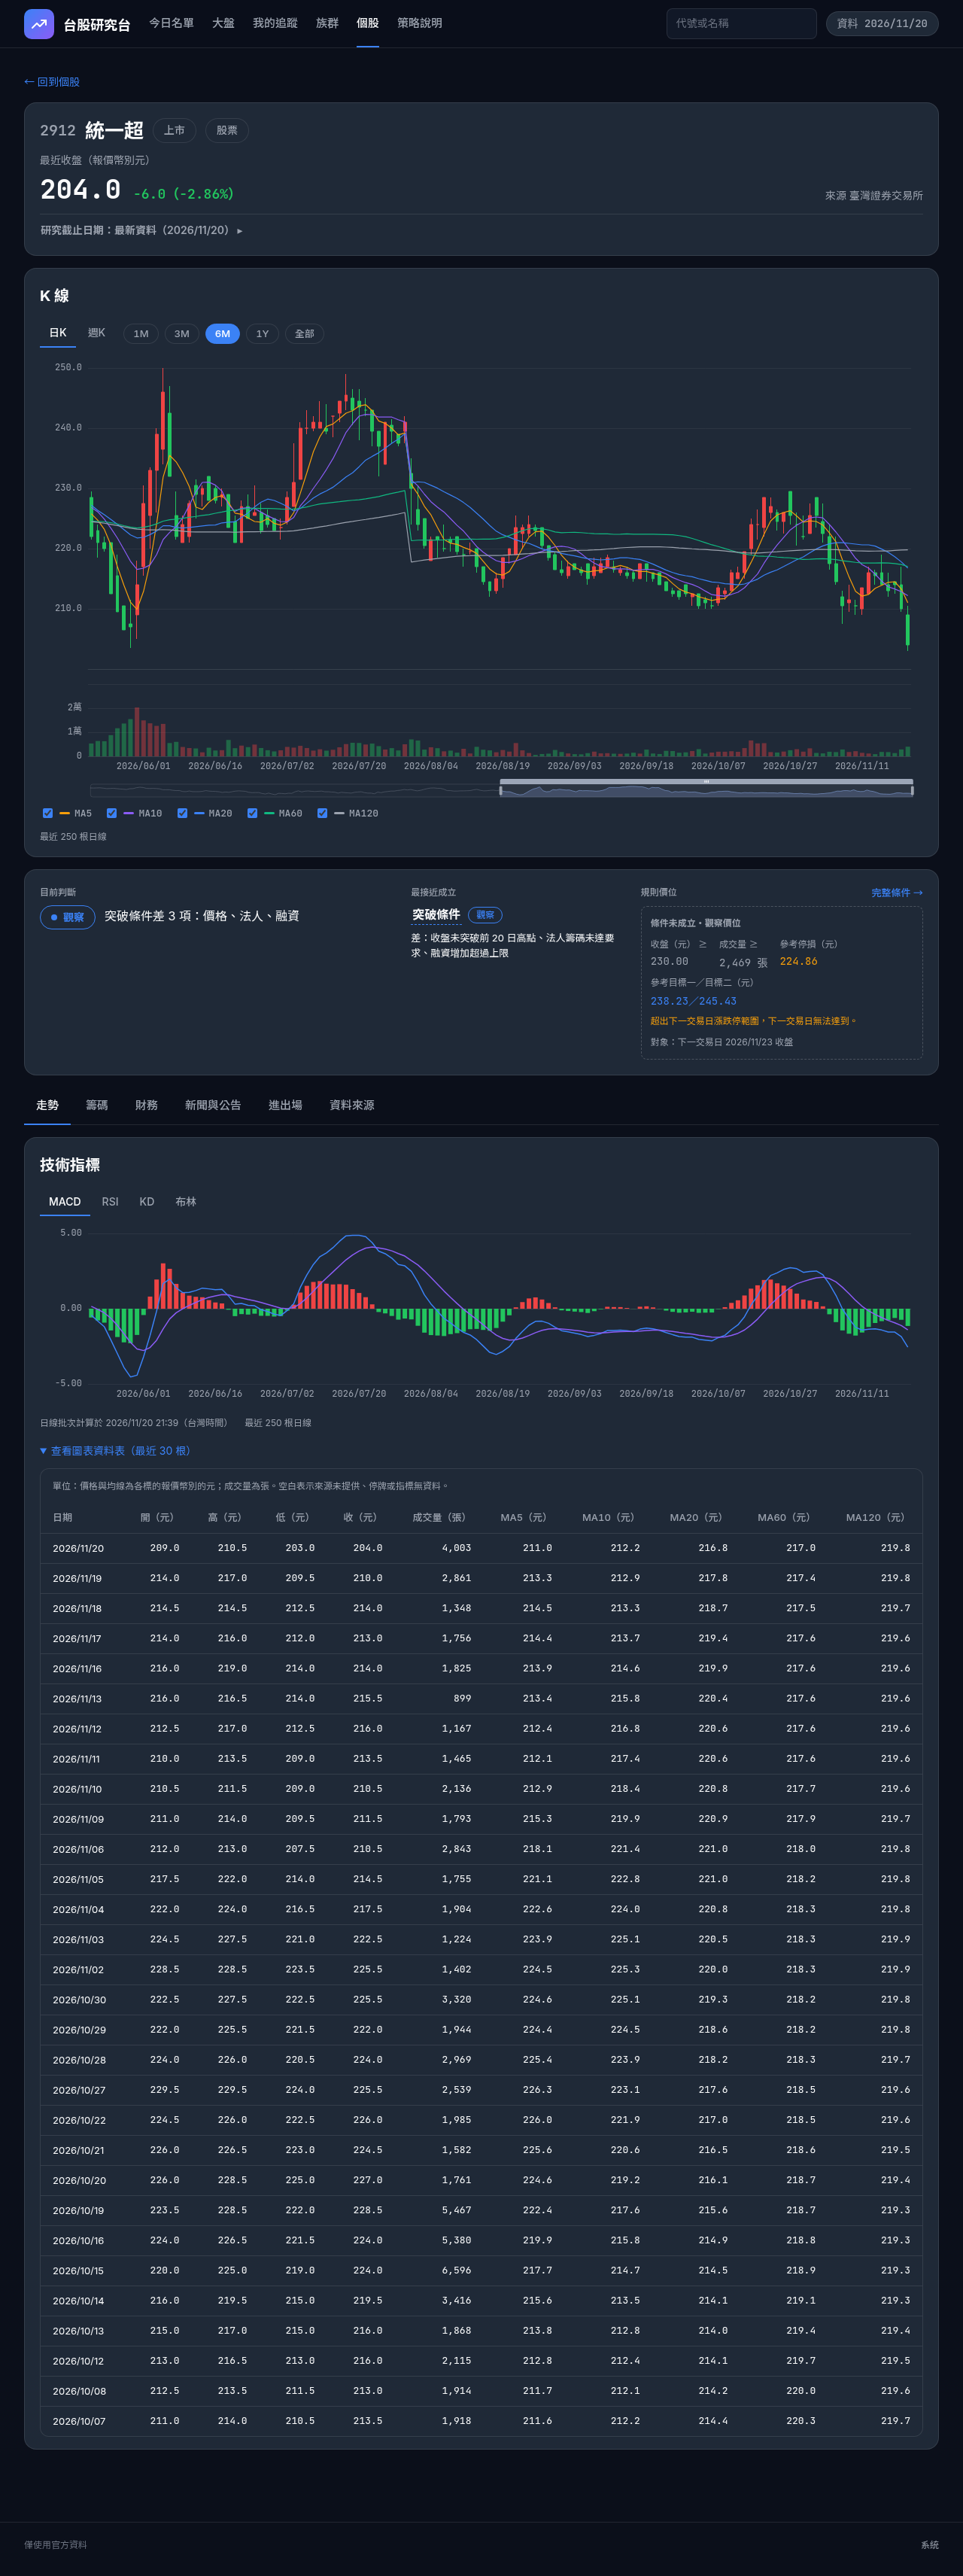 台股研究台 今日名單 大盤 我的追蹤 族群 個股 策略說明 代號或名稱 資料 2026/11/20
← 回到個股
2912 統一超 上市 股票
最近收盤（報價幣別元）
204.0 -6.0 (-2.86%)
來源 臺灣證券交易所
研究截止日期：最新資料（2026/11/20） ▸
K 線
日K 週K 1M 3M 6M 1Y 全部
250.0
240.0
230.0
220.0
210.0
2萬
1萬
0
2026/06/01 2026/06/16 2026/07/02 2026/07/20 2026/08/04 2026/08/19 2026/09/03 2026/09/18 2026/10/07 2026/10/27 2026/11/11
MA5 MA10 MA20 MA60 MA120
最近 250 根日線
目前判斷
觀察 突破條件差 3 項：價格、法人、融資
最接近成立
突破條件 觀察
差：收盤未突破前 20 日高點、法人籌碼未達要
求、融資增加超過上限
規則價位 完整條件 →
條件未成立・觀察價位
收盤（元） ≥ 成交量 ≥ 參考停損（元）
230.00 2,469 張 224.86
參考目標一／目標二（元）
238.23／245.43
超出下一交易日漲跌停範圍，下一交易日無法達到。
對象：下一交易日 2026/11/23 收盤
走勢 籌碼 財務 新聞與公告 進出場 資料來源
技術指標
MACD RSI KD 布林
5.00
0.00
-5.00
2026/06/01 2026/06/16 2026/07/02 2026/07/20 2026/08/04 2026/08/19 2026/09/03 2026/09/18 2026/10/07 2026/10/27 2026/11/11
日線批次計算於 2026/11/20 21:39（台灣時間） 最近 250 根日線
▼ 查看圖表資料表（最近 30 根）
單位：價格與均線為各標的報價幣別的元；成交量為張。空白表示來源未提供、停牌或指標無資料。
日期 開（元） 高（元） 低（元） 收（元） 成交量（張） MA5（元） MA10（元） MA20（元） MA60（元） MA120（元）
2026/11/20 209.0 210.5 203.0 204.0 4,003 211.0 212.2 216.8 217.0 219.8
2026/11/19 214.0 217.0 209.5 210.0 2,861 213.3 212.9 217.8 217.4 219.8
2026/11/18 214.5 214.5 212.5 214.0 1,348 214.5 213.3 218.7 217.5 219.7
2026/11/17 214.0 216.0 212.0 213.0 1,756 214.4 213.7 219.4 217.6 219.6
2026/11/16 216.0 219.0 214.0 214.0 1,825 213.9 214.6 219.9 217.6 219.6
2026/11/13 216.0 216.5 214.0 215.5 899 213.4 215.8 220.4 217.6 219.6
2026/11/12 212.5 217.0 212.5 216.0 1,167 212.4 216.8 220.6 217.6 219.6
2026/11/11 210.0 213.5 209.0 213.5 1,465 212.1 217.4 220.6 217.6 219.6
2026/11/10 210.5 211.5 209.0 210.5 2,136 212.9 218.4 220.8 217.7 219.6
2026/11/09 211.0 214.0 209.5 211.5 1,793 215.3 219.9 220.9 217.9 219.7
2026/11/06 212.0 213.0 207.5 210.5 2,843 218.1 221.4 221.0 218.0 219.8
2026/11/05 217.5 222.0 214.0 214.5 1,755 221.1 222.8 221.0 218.2 219.8
2026/11/04 222.0 224.0 216.5 217.5 1,904 222.6 224.0 220.8 218.3 219.8
2026/11/03 224.5 227.5 221.0 222.5 1,224 223.9 225.1 220.5 218.3 219.9
2026/11/02 228.5 228.5 223.5 225.5 1,402 224.5 225.3 220.0 218.3 219.9
2026/10/30 222.5 227.5 222.5 225.5 3,320 224.6 225.1 219.3 218.2 219.8
2026/10/29 222.0 225.5 221.5 222.0 1,944 224.4 224.5 218.6 218.2 219.8
2026/10/28 224.0 226.0 220.5 224.0 2,969 225.4 223.9 218.2 218.3 219.7
2026/10/27 229.5 229.5 224.0 225.5 2,539 226.3 223.1 217.6 218.5 219.6
2026/10/22 224.5 226.0 222.5 226.0 1,985 226.0 221.9 217.0 218.5 219.6
2026/10/21 226.0 226.5 223.0 224.5 1,582 225.6 220.6 216.5 218.6 219.5
2026/10/20 226.0 228.5 225.0 227.0 1,761 224.6 219.2 216.1 218.7 219.4
2026/10/19 223.5 228.5 222.0 228.5 5,467 222.4 217.6 215.6 218.7 219.3
2026/10/16 224.0 226.5 221.5 224.0 5,380 219.9 215.8 214.9 218.8 219.3
2026/10/15 220.0 225.0 219.0 224.0 6,596 217.7 214.7 214.5 218.9 219.3
2026/10/14 216.0 219.5 215.0 219.5 3,416 215.6 213.5 214.1 219.1 219.3
2026/10/13 215.0 217.0 215.0 216.0 1,868 213.8 212.8 214.0 219.4 219.4
2026/10/12 213.0 216.5 213.0 216.0 2,115 212.8 212.4 214.1 219.7 219.5
2026/10/08 212.5 213.5 211.5 213.0 1,914 211.7 212.1 214.2 220.0 219.6
2026/10/07 211.0 214.0 210.5 213.5 1,918 211.6 212.2 214.4 220.3 219.7
僅使用官方資料 系統